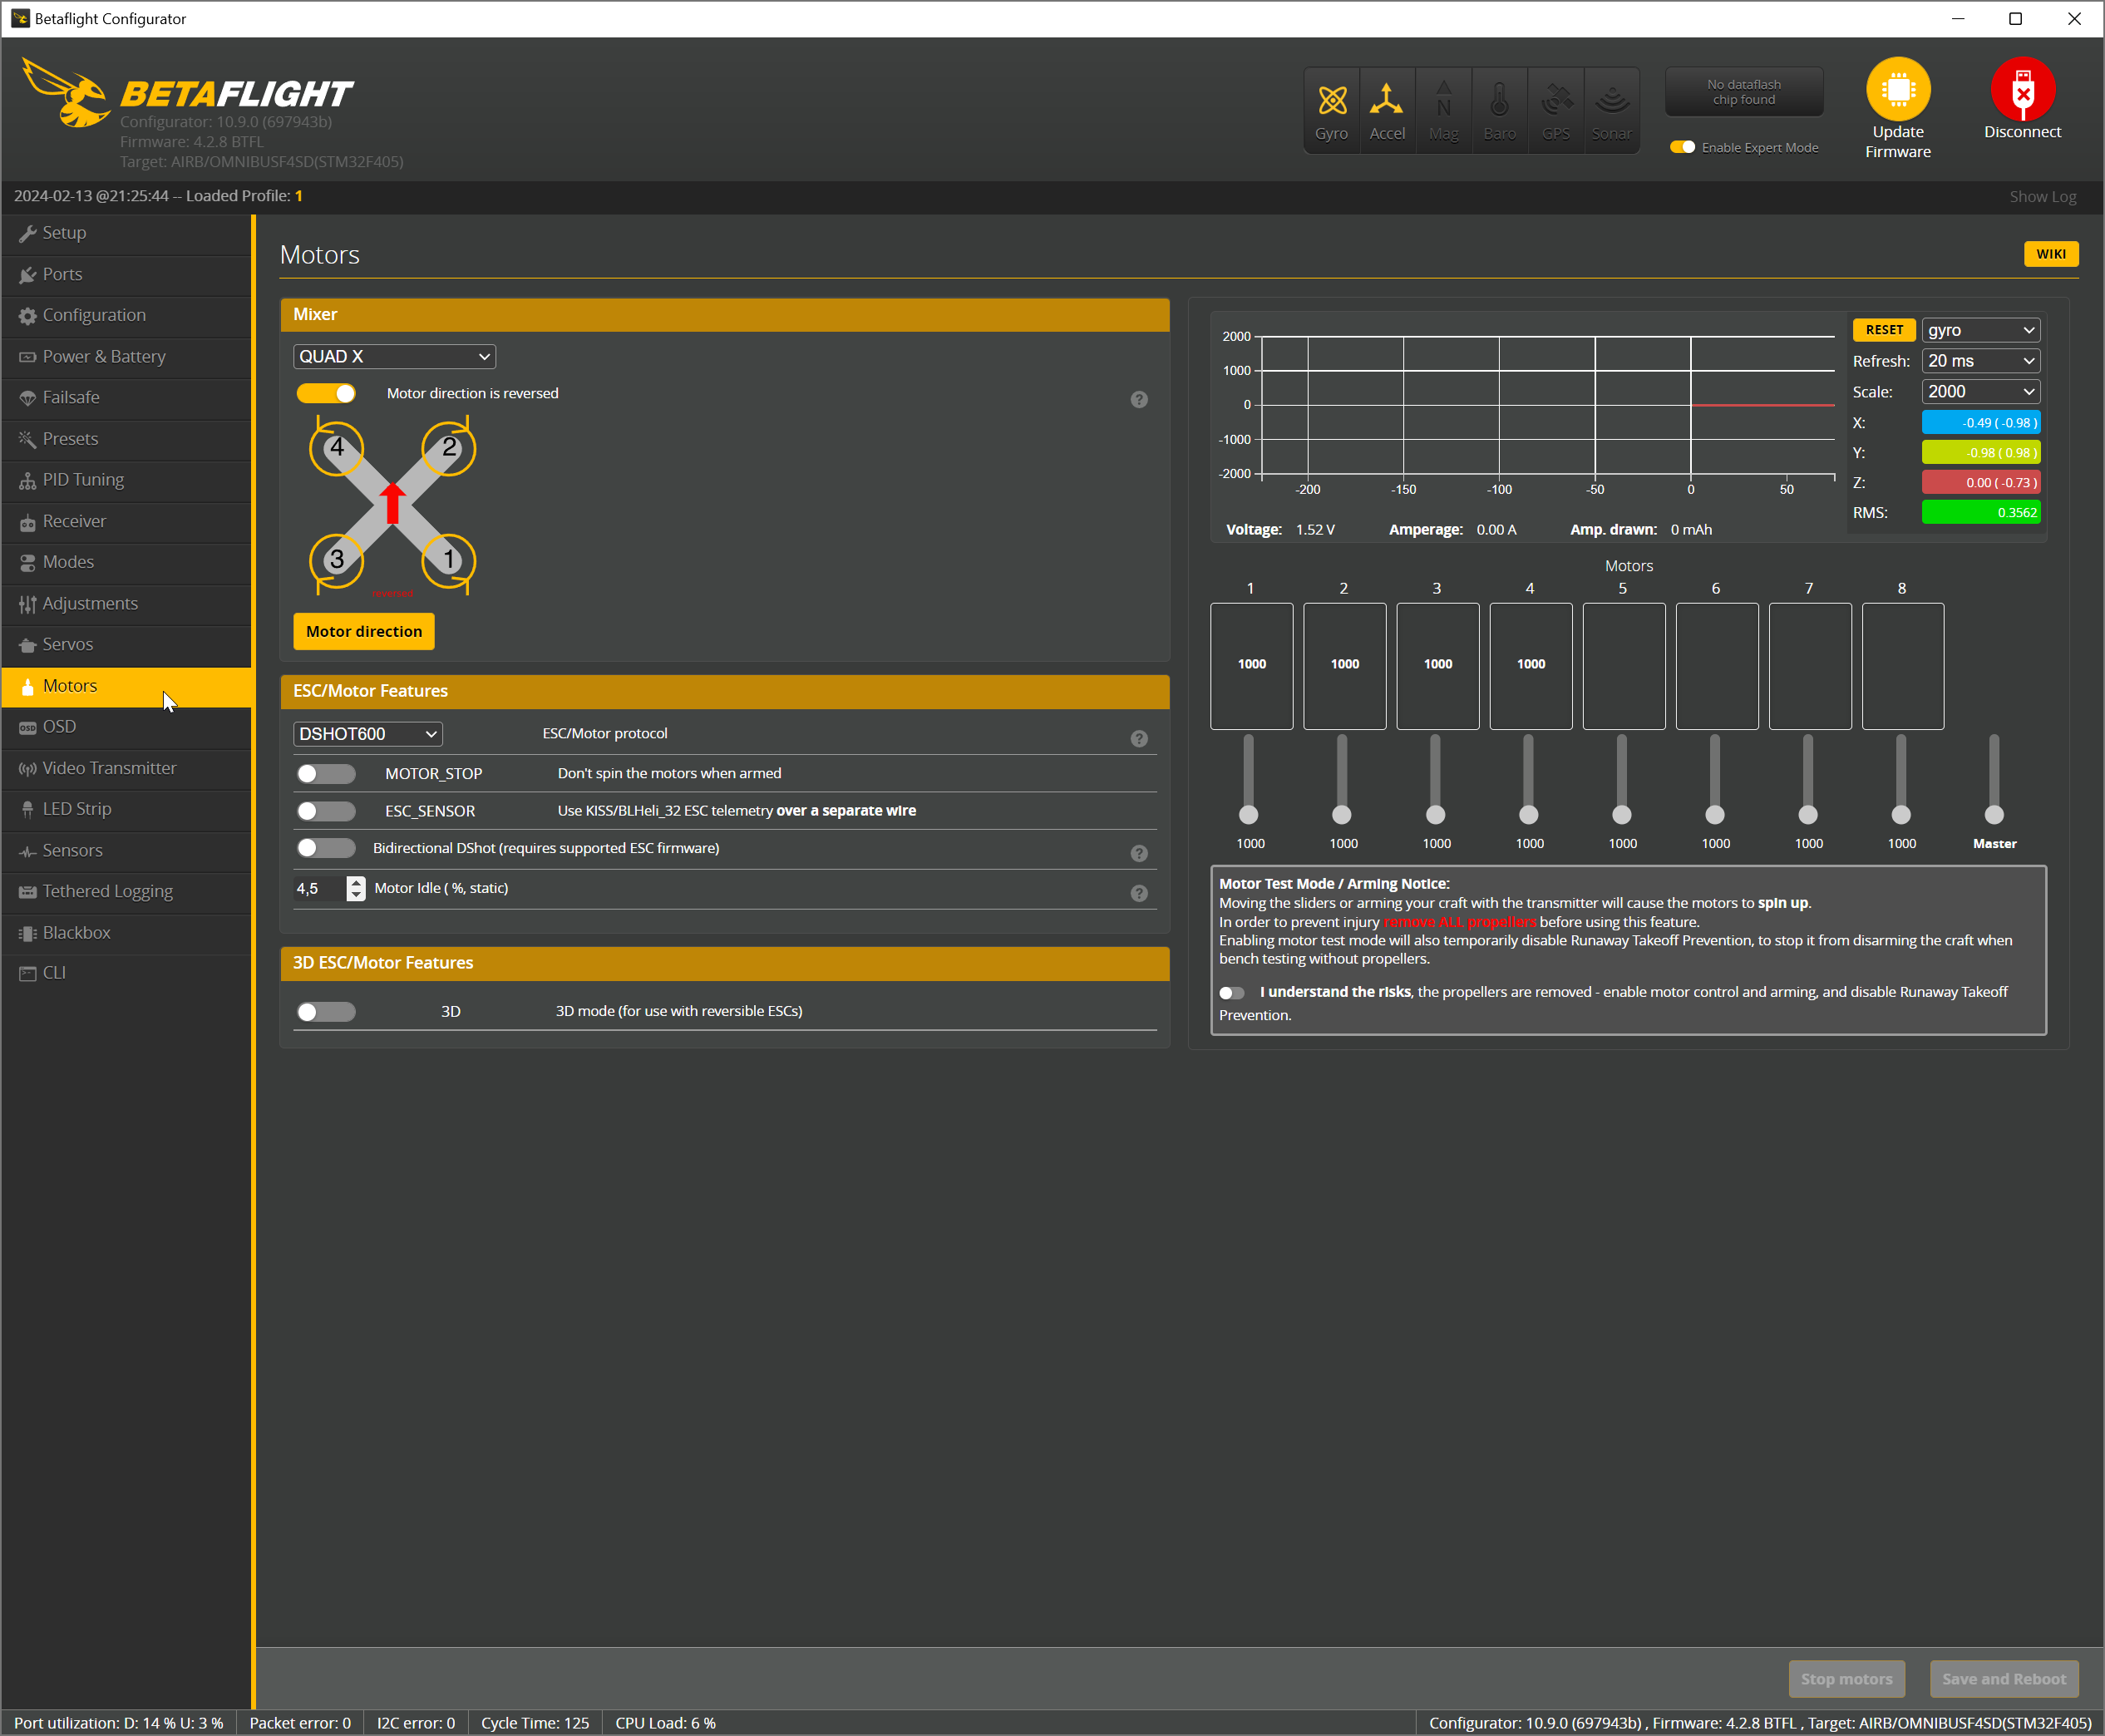 Betaflight Configurator
BETAFLIGHT
Configurator: 10.9.0 (697943b)
Firmware: 4.2.8 BTFL
Target: AIRB/OMNIBUSF4SD(STM32F405)
Gyro
Accel
Mag
Baro
GPS
Sonar
No dataflash
chip found
Enable Expert Mode
Update
Firmware
Disconnect
2024-02-13 @21:25:44 -- Loaded Profile: 1
Show Log
Setup
Ports
Configuration
Power & Battery
Failsafe
Presets
PID Tuning
Receiver
Modes
Adjustments
Servos
Motors
OSD
Video Transmitter
LED Strip
Sensors
Tethered Logging
Blackbox
CLI
Motors
WIKI
Mixer
QUAD X
Motor direction is reversed
?
4
2
3
1
reversed
Motor direction
ESC/Motor Features
DSHOT600
ESC/Motor protocol
?
MOTOR_STOP
Don't spin the motors when armed
ESC_SENSOR
Use KISS/BLHeli_32 ESC telemetry over a separate wire
Bidirectional DShot (requires supported ESC firmware)
?
4,5
Motor Idle ( %, static)
?
3D ESC/Motor Features
3D
3D mode (for use with reversible ESCs)
2000
1000
0
-1000
-2000
-200
-150
-100
-50
0
50
RESET
gyro
Refresh:
20 ms
Scale:
2000
X:
-0.49 ( -0.98 )
Y:
-0.98 ( 0.98 )
Z:
0.00 ( -0.73 )
RMS:
0.3562
Voltage: 1.52 V
Amperage: 0.00 A
Amp. drawn: 0 mAh
Motors
1 2 3 4 5 6 7 8
1000 1000 1000 1000
1000 1000 1000 1000 1000 1000 1000 1000 Master
Motor Test Mode / Arming Notice:
Moving the sliders or arming your craft with the transmitter will cause the motors to spin up.
In order to prevent injury remove ALL propellers before using this feature.
Enabling motor test mode will also temporarily disable Runaway Takeoff Prevention, to stop it from disarming the craft when
bench testing without propellers.
I understand the risks, the propellers are removed - enable motor control and arming, and disable Runaway Takeoff
Prevention.
Stop motors
Save and Reboot
Port utilization: D: 14 % U: 3 %
Packet error: 0
I2C error: 0
Cycle Time: 125
CPU Load: 6 %
Configurator: 10.9.0 (697943b) , Firmware: 4.2.8 BTFL , Target: AIRB/OMNIBUSF4SD(STM32F405)